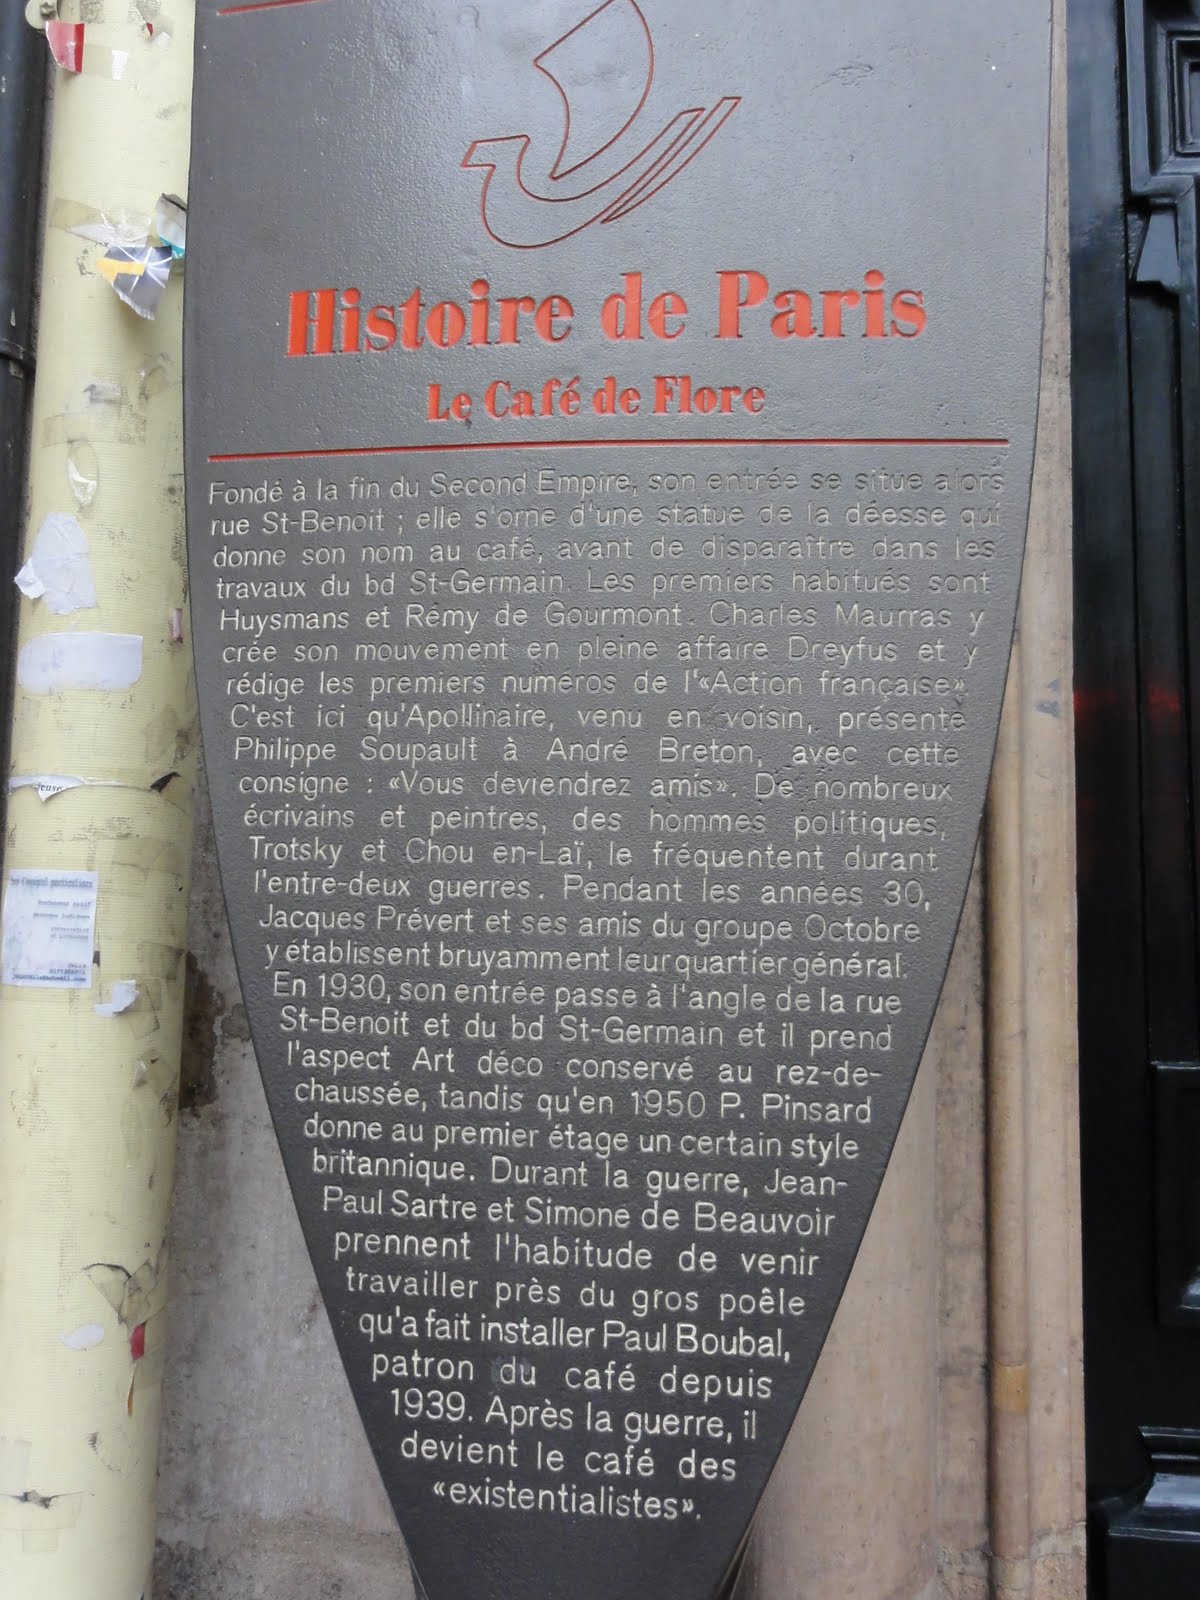 Histoire de Paris
Le Café de Flore
Fondé à la fin du Second Empire, son entrée se situe alors
rue St-Benoit ; elle s'orne d'une statue de la déesse qui
donne son nom au café, avant de disparaître dans les
travaux du bd St-Germain. Les premiers habitués sont
Huysmans et Rémy de Gourmont. Charles Maurras y
crée son mouvement en pleine affaire Dreyfus et y
rédige les premiers numéros de l'«Action française».
C'est ici qu'Apollinaire, venu en voisin, présente
Philippe Soupault à André Breton, avec cette
consigne : «Vous deviendrez amis». De nombreux
écrivains et peintres, des hommes politiques,
Trotsky et Chou en-Laï, le fréquentent durant
l'entre-deux guerres. Pendant les années 30,
Jacques Prévert et ses amis du groupe Octobre
y établissent bruyamment leur quartier général.
En 1930, son entrée passe à l'angle de la rue
St-Benoit et du bd St-Germain et il prend
l'aspect Art déco conservé au rez-de-
chaussée, tandis qu'en 1950 P. Pinsard
donne au premier étage un certain style
britannique. Durant la guerre, Jean-
Paul Sartre et Simone de Beauvoir
prennent l'habitude de venir
travailler près du gros poêle
qu'a fait installer Paul Boubal,
patron du café depuis
1939. Après la guerre, il
devient le café des
«existentialistes».